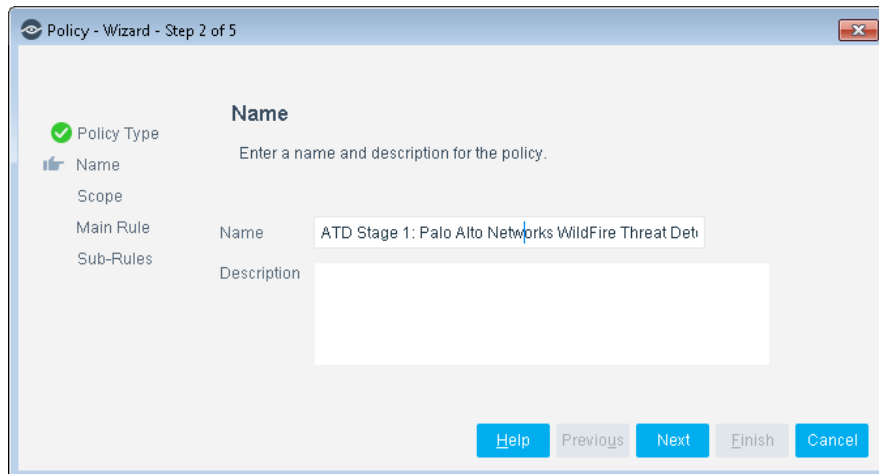 Policy - Wizard - Step 2 of 5
Policy Type
Name
Scope
Main Rule
Sub-Rules
Name
Enter a name and description for the policy.
Name
ATD Stage 1: Palo Alto Networks WildFire Threat Dete
Description
Help
Previous
Next
Finish
Cancel